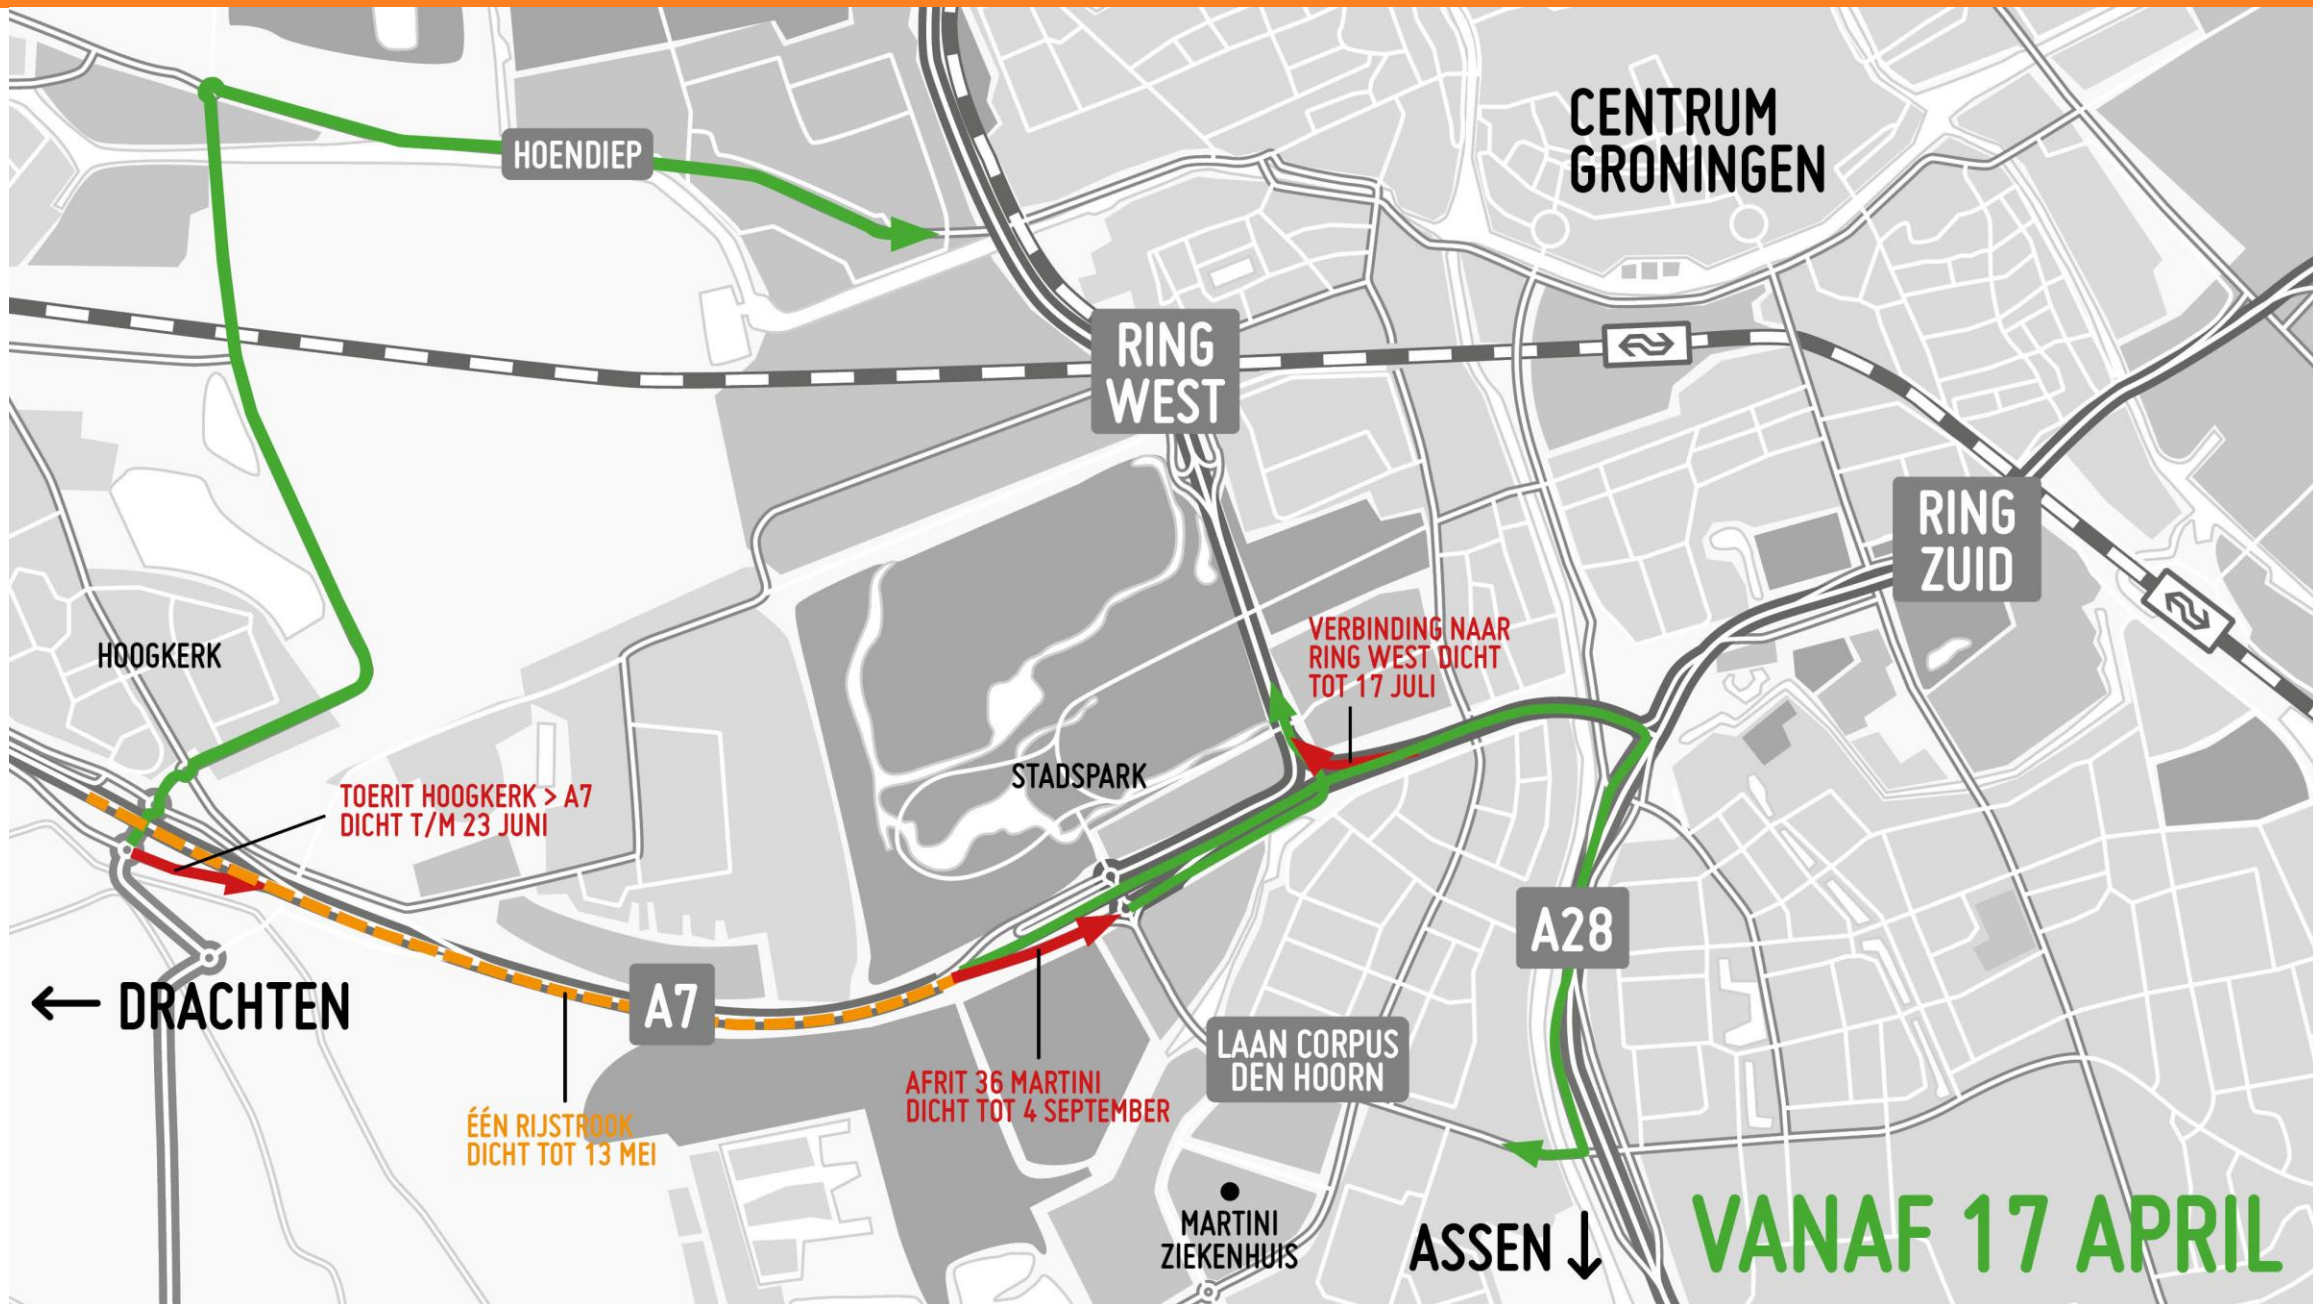 CENTRUM
GRONINGEN
HOENDIEP
RING
WEST
RING
ZUID
HOOGKERK
VERBINDING NAAR
RING WEST DICHT
TOT 17 JULI
STADSPARK
TOERIT HOOGKERK > A7
DICHT T/M 23 JUNI
A28
← DRACHTEN
A7
LAAN CORPUS
DEN HOORN
AFRIT 36 MARTINI
DICHT TOT 4 SEPTEMBER
ÉÉN RIJSTROOK
DICHT TOT 13 MEI
MARTINI
ZIEKENHUIS
ASSEN ↓
VANAF 17 APRIL